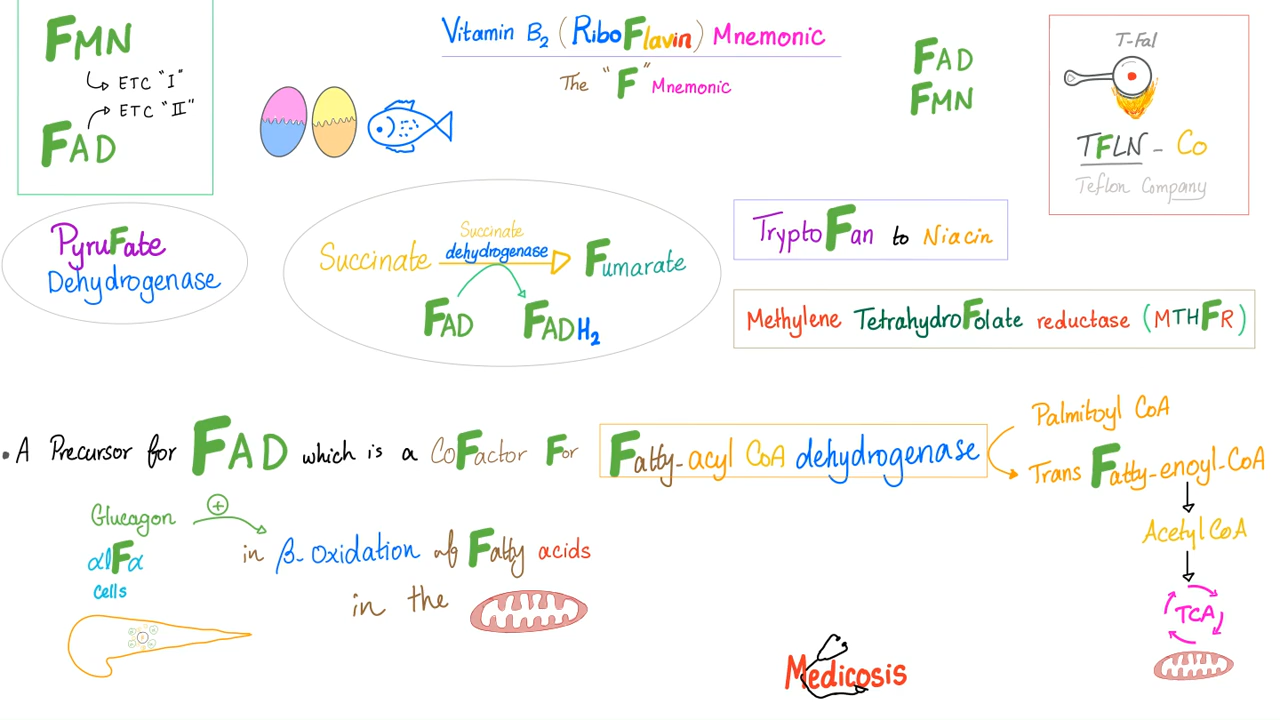 Vitamin B2 (RiboFlavin) Mnemonic
The "F" Mnemonic
FMN
ETC "I"
ETC "II"
FAD
FAD
FMN
T-Fal
TFLN - Co
Teflon Company
PyruFate
Dehydrogenase
Succinate
Succinate
dehydrogenase
Fumarate
FAD
FADH2
TryptoFan to Niacin
Methylene TetrahydroFolate reductase (MTHFR)
• A Precursor for FAD which is a CoFactor For Fatty-acyl CoA dehydrogenase
Palmitoyl CoA
Trans Fatty-enoyl-CoA
Acetyl CoA
TCA
Glucagon
+
alFa
cells
in β-Oxidation of Fatty acids
in the
Medicosis